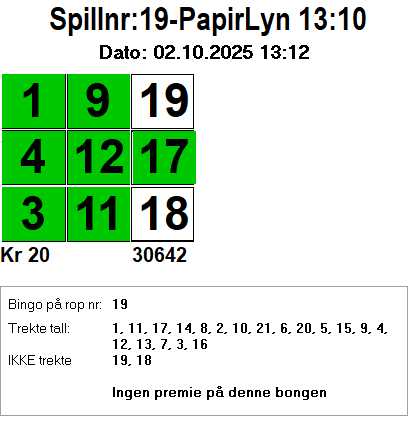 Spillnr:19-PapirLyn 13:10
Dato: 02.10.2025 13:12
1 9 19
4 12 17
3 11 18
Kr 20 30642
Bingo på rop nr: 19
Trekte tall: 1, 11, 17, 14, 8, 2, 10, 21, 6, 20, 5, 15, 9, 4,
12, 13, 7, 3, 16
IKKE trekte 19, 18
Ingen premie på denne bongen